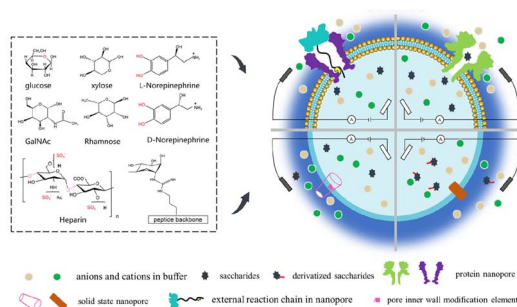 glucose xylose L-Norepinephrine
GalNAc Rhamnose D-Norepinephrine
Heparin peptide backbone
A A
A A
anions and cations in buffer saccharides derivatized saccharides protein nanopore
solid state nanopore external reaction chain in nanopore pore inner wall modification element